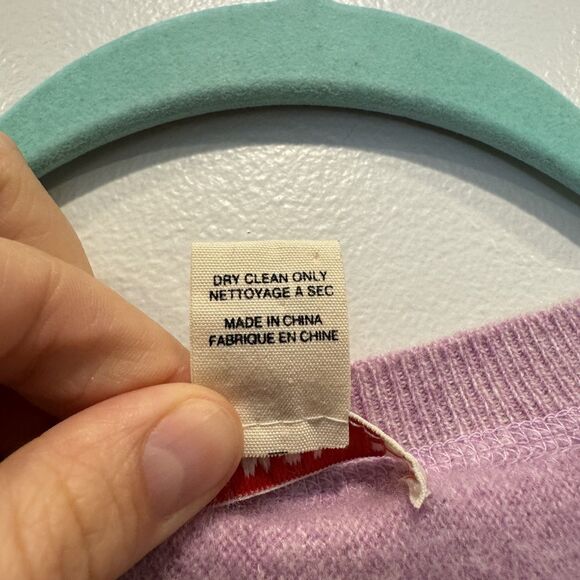 DRY CLEAN ONLY
NETTOYAGE A SEC
MADE IN CHINA
FABRIQUE EN CHINE